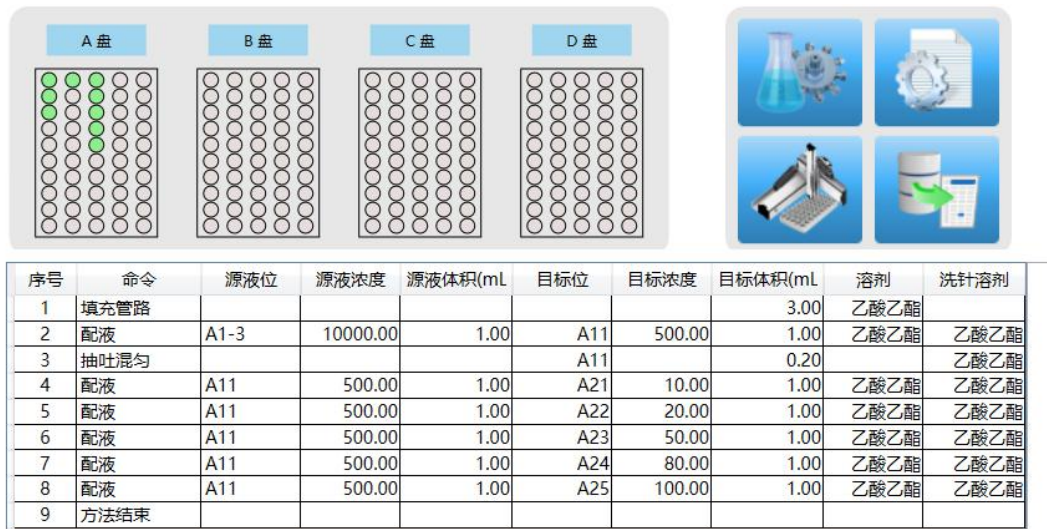 A 盘 B 盘 C 盘 D 盘
序号 命令 源液位 源液浓度 源液体积(mL 目标位 目标浓度 目标体积(mL 溶剂 洗针溶剂
1 填充管路 3.00 乙酸乙酯
2 配液 A1-3 10000.00 1.00 A11 500.00 1.00 乙酸乙酯 乙酸乙酯
3 抽吐混匀 A11 0.20 乙酸乙酯
4 配液 A11 500.00 1.00 A21 10.00 1.00 乙酸乙酯 乙酸乙酯
5 配液 A11 500.00 1.00 A22 20.00 1.00 乙酸乙酯 乙酸乙酯
6 配液 A11 500.00 1.00 A23 50.00 1.00 乙酸乙酯 乙酸乙酯
7 配液 A11 500.00 1.00 A24 80.00 1.00 乙酸乙酯 乙酸乙酯
8 配液 A11 500.00 1.00 A25 100.00 1.00 乙酸乙酯 乙酸乙酯
9 方法结束